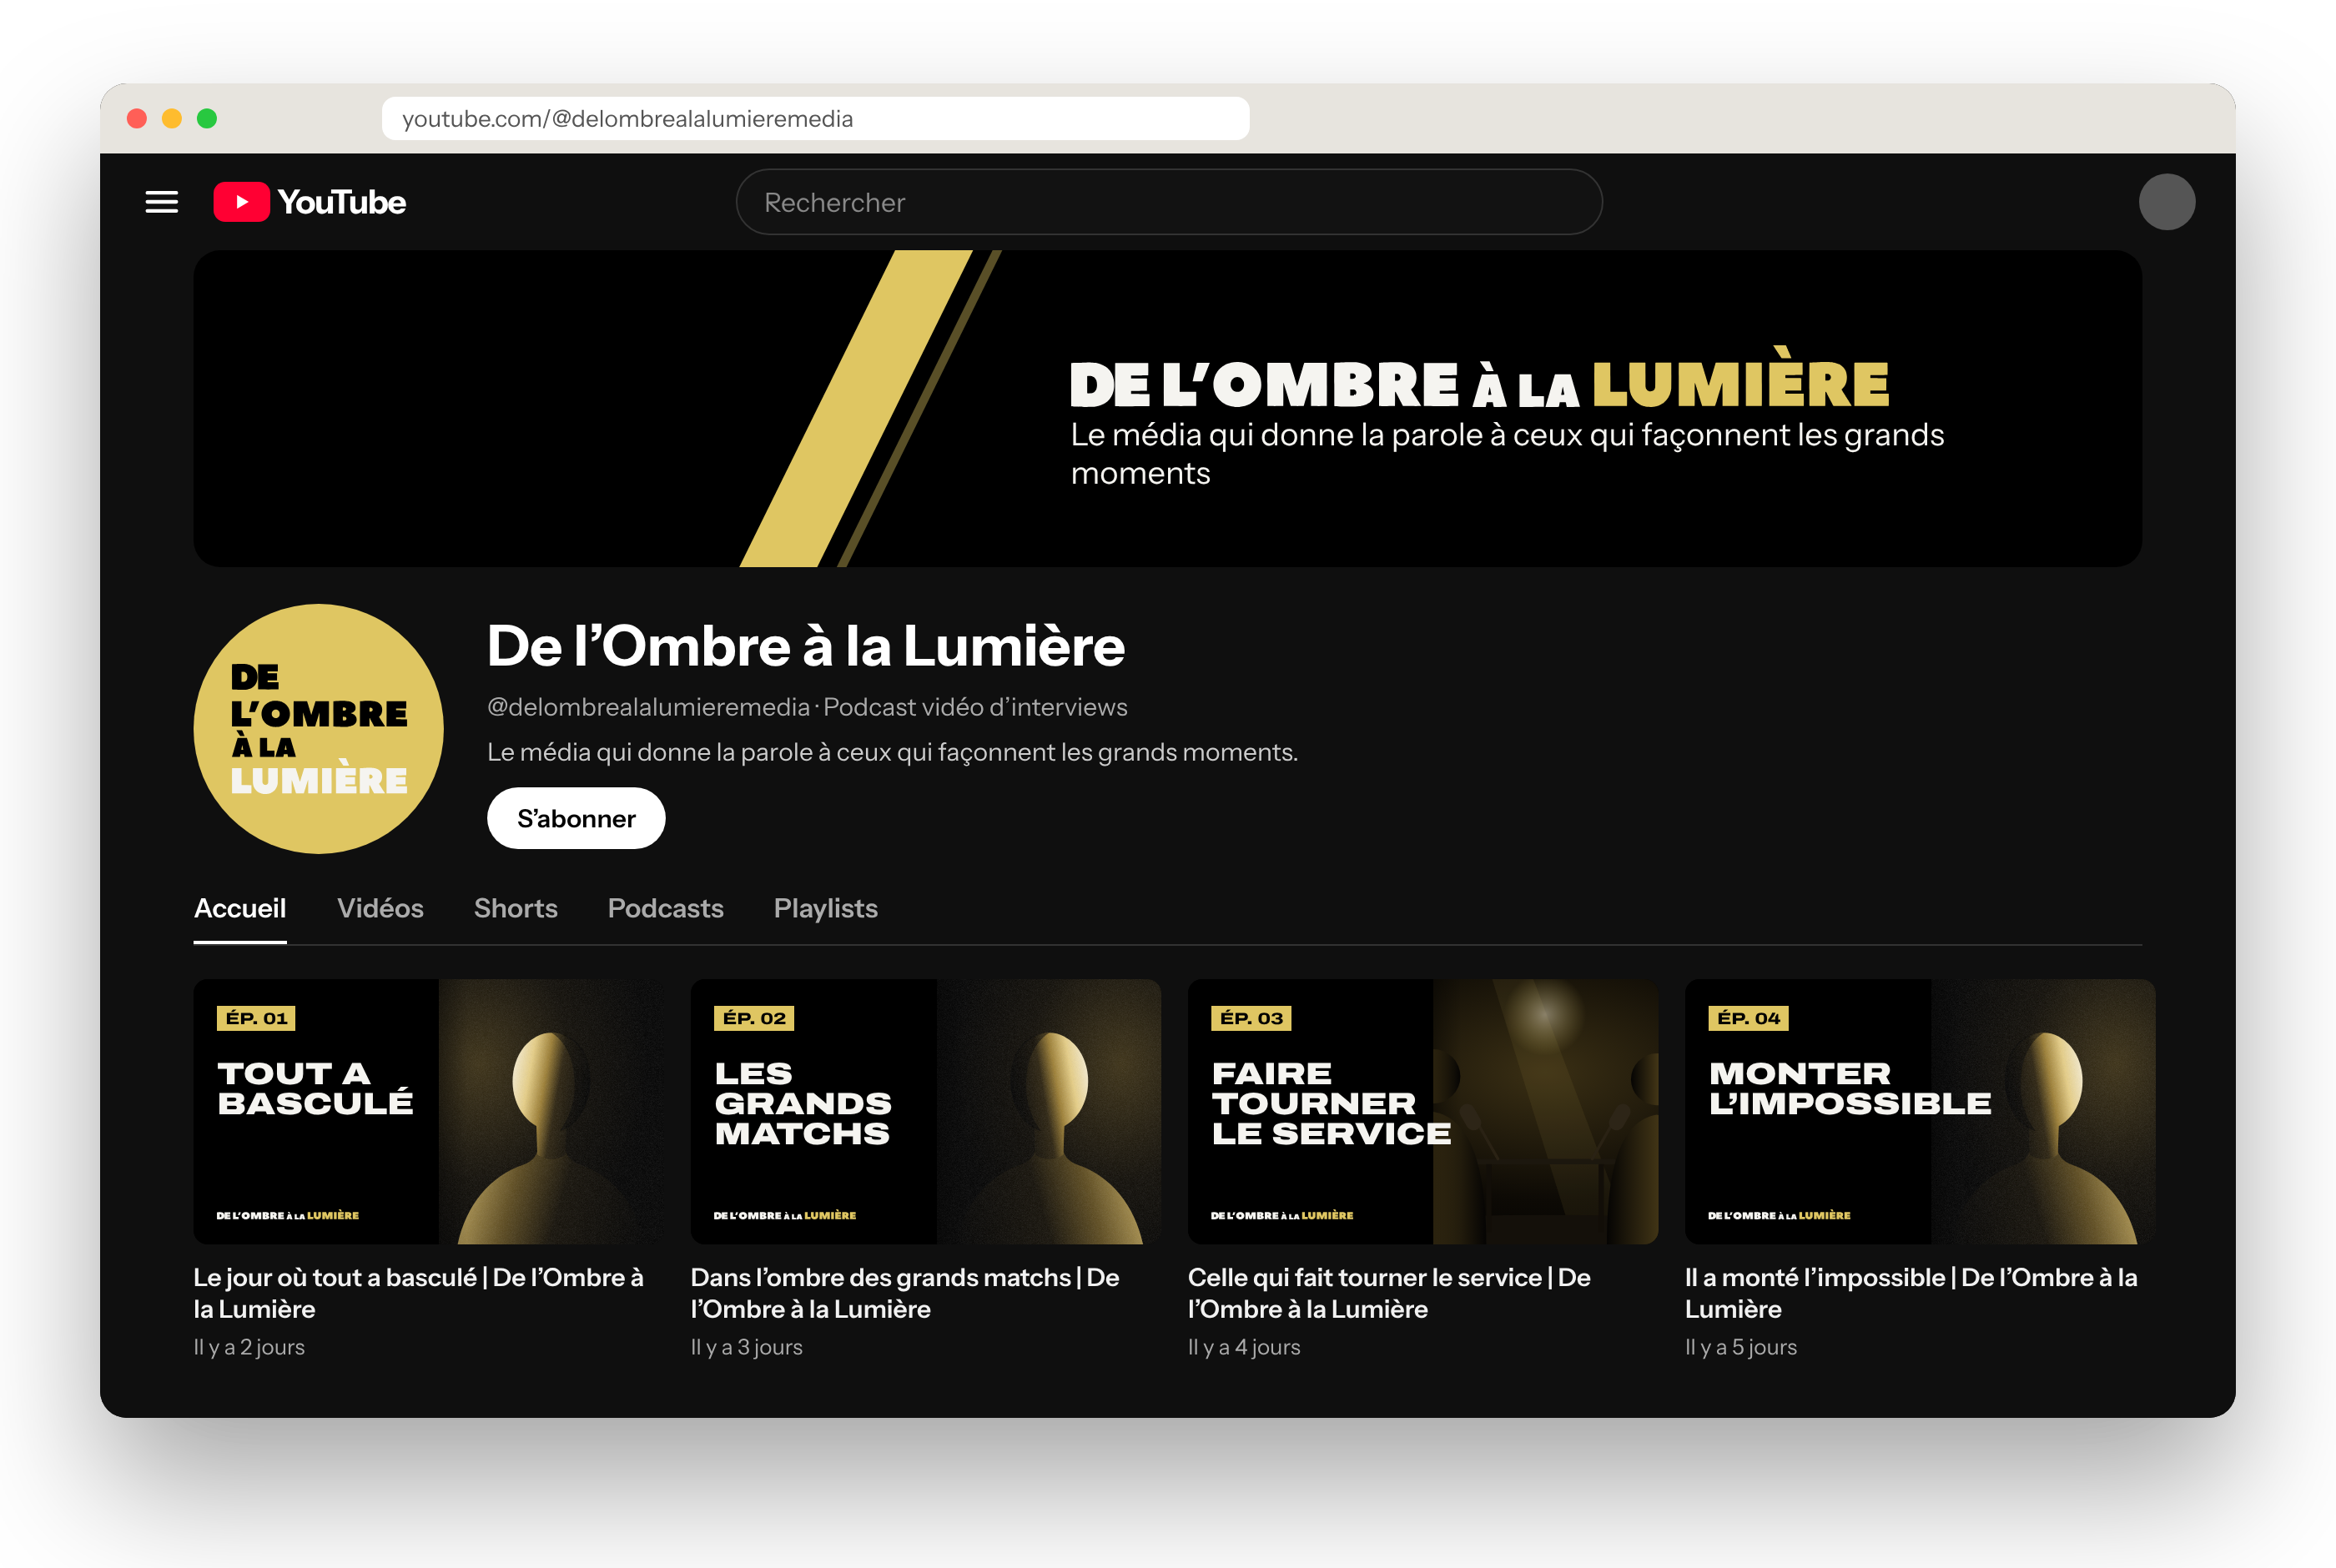 youtube.com/@delombrealalumieremedia
YouTube
Rechercher
DE L’OMBRE À LA LUMIÈRE
Le média qui donne la parole à ceux qui façonnent les grands
moments
DE
L’OMBRE
À LA
LUMIÈRE
De l’Ombre à la Lumière
@delombrealalumieremedia · Podcast vidéo d’interviews
Le média qui donne la parole à ceux qui façonnent les grands moments.
S’abonner
Accueil Vidéos Shorts Podcasts Playlists
ÉP. 01
TOUT A
BASCULÉ
DE L’OMBRE À LA LUMIÈRE
Le jour où tout a basculé | De l’Ombre à
la Lumière
Il y a 2 jours
ÉP. 02
LES
GRANDS
MATCHS
DE L’OMBRE À LA LUMIÈRE
Dans l’ombre des grands matchs | De
l’Ombre à la Lumière
Il y a 3 jours
ÉP. 03
FAIRE
TOURNER
LE SERVICE
DE L’OMBRE À LA LUMIÈRE
Celle qui fait tourner le service | De
l’Ombre à la Lumière
Il y a 4 jours
ÉP. 04
MONTER
L’IMPOSSIBLE
DE L’OMBRE À LA LUMIÈRE
Il a monté l’impossible | De l’Ombre à la
Lumière
Il y a 5 jours